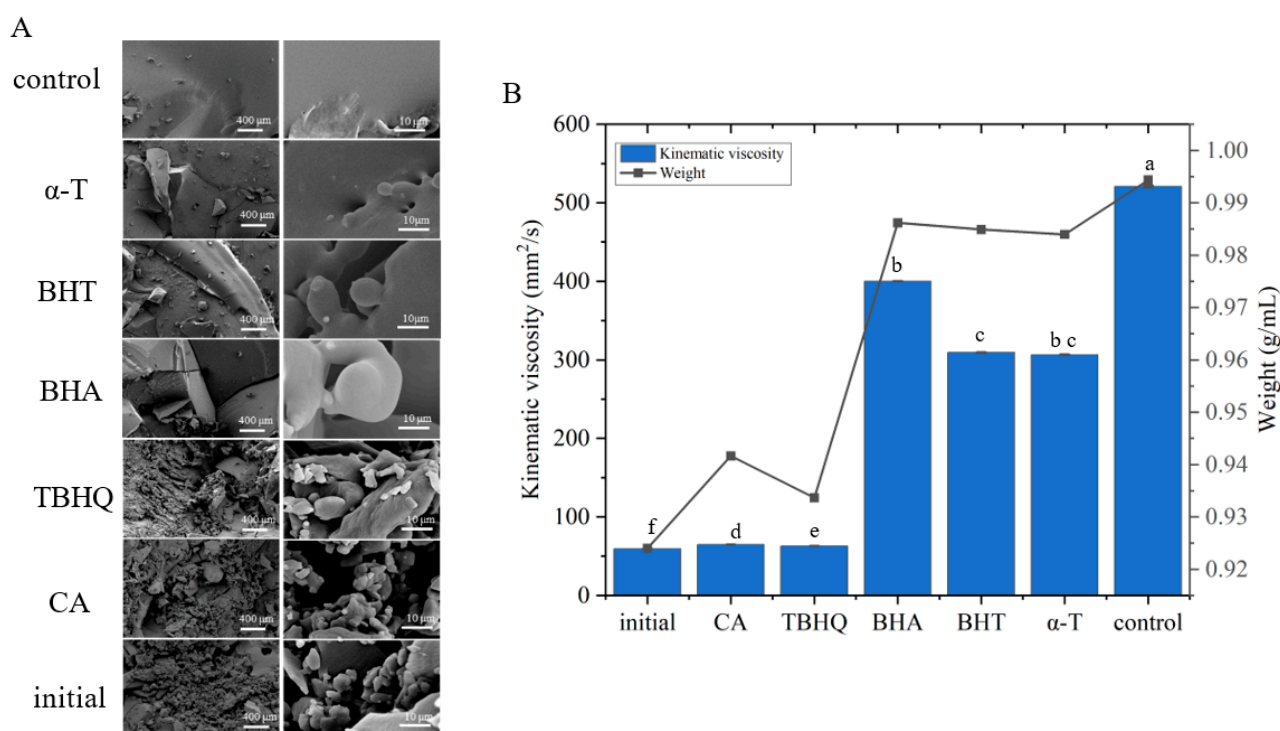 A
control
400 μm
10 μm
α-T
400 μm
10μm
BHT
400 μm
10μm
BHA
400 μm
10 μm
TBHQ
400 μm
10 μm
CA
400 μm
10 μm
initial
400 μm
10 μm
B
Kinematic viscosity (mm²/s)
600
500
400
300
200
100
0
Kinematic viscosity
Weight
f
d
e
b
c
b c
a
initial CA TBHQ BHA BHT α-T control
1.00
0.99
0.98
0.97
0.96
0.95
0.94
0.93
0.92
Weight (g/mL)